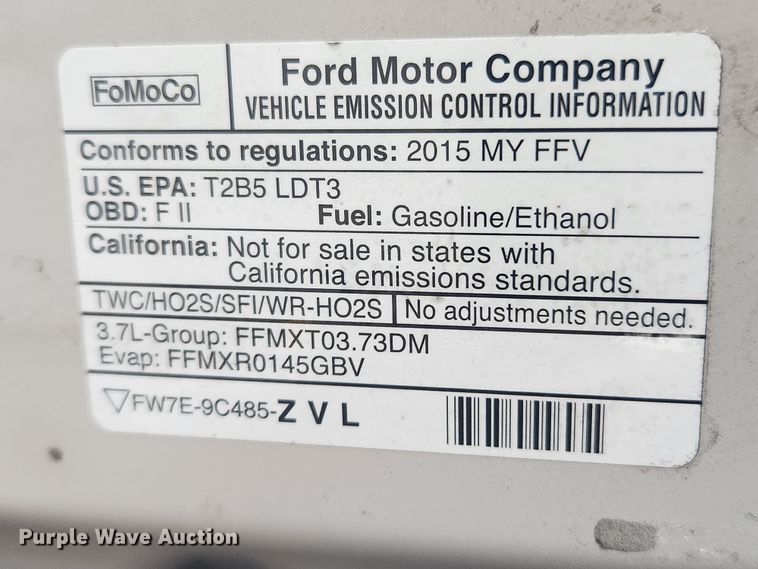 FoMoCo
Ford Motor Company
VEHICLE EMISSION CONTROL INFORMATION
Conforms to regulations: 2015 MY FFV
U.S. EPA: T2B5 LDT3
OBD: F II Fuel: Gasoline/Ethanol
California: Not for sale in states with
California emissions standards.
TWC/HO2S/SFI/WR-HO2S No adjustments needed.
3.7L-Group: FFMXT03.73DM
Evap: FFMXR0145GBV
FW7E-9C485-Z V L
Purple Wave Auction